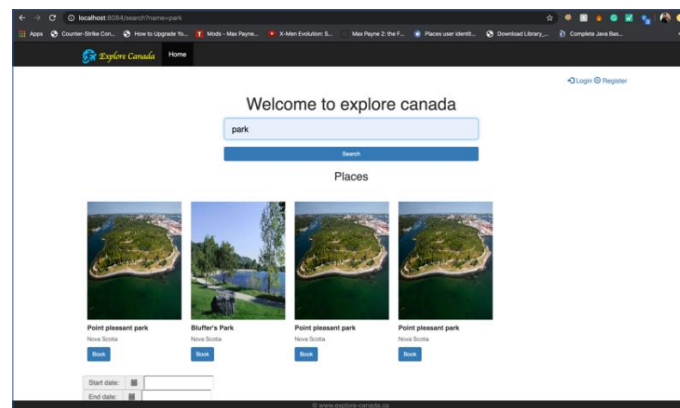 localhost:8084/search?name=park
Apps Counter-Strike Con... How to Upgrade Yo... Mods - Max Payne... X-Men Evolution: S... Max Payne 2: the F... Places user identit... Download Library_... Complete Java Bas...
Explore Canada Home
Login Register
Welcome to explore canada
park
Search
Places
Point pleasant park Bluffer's Park Point pleasant park Point pleasant park
Nova Scotia Nova Scotia Nova Scotia Nova Scotia
Book Book Book Book
Start date:
End date:
© www.explore-canada.ca